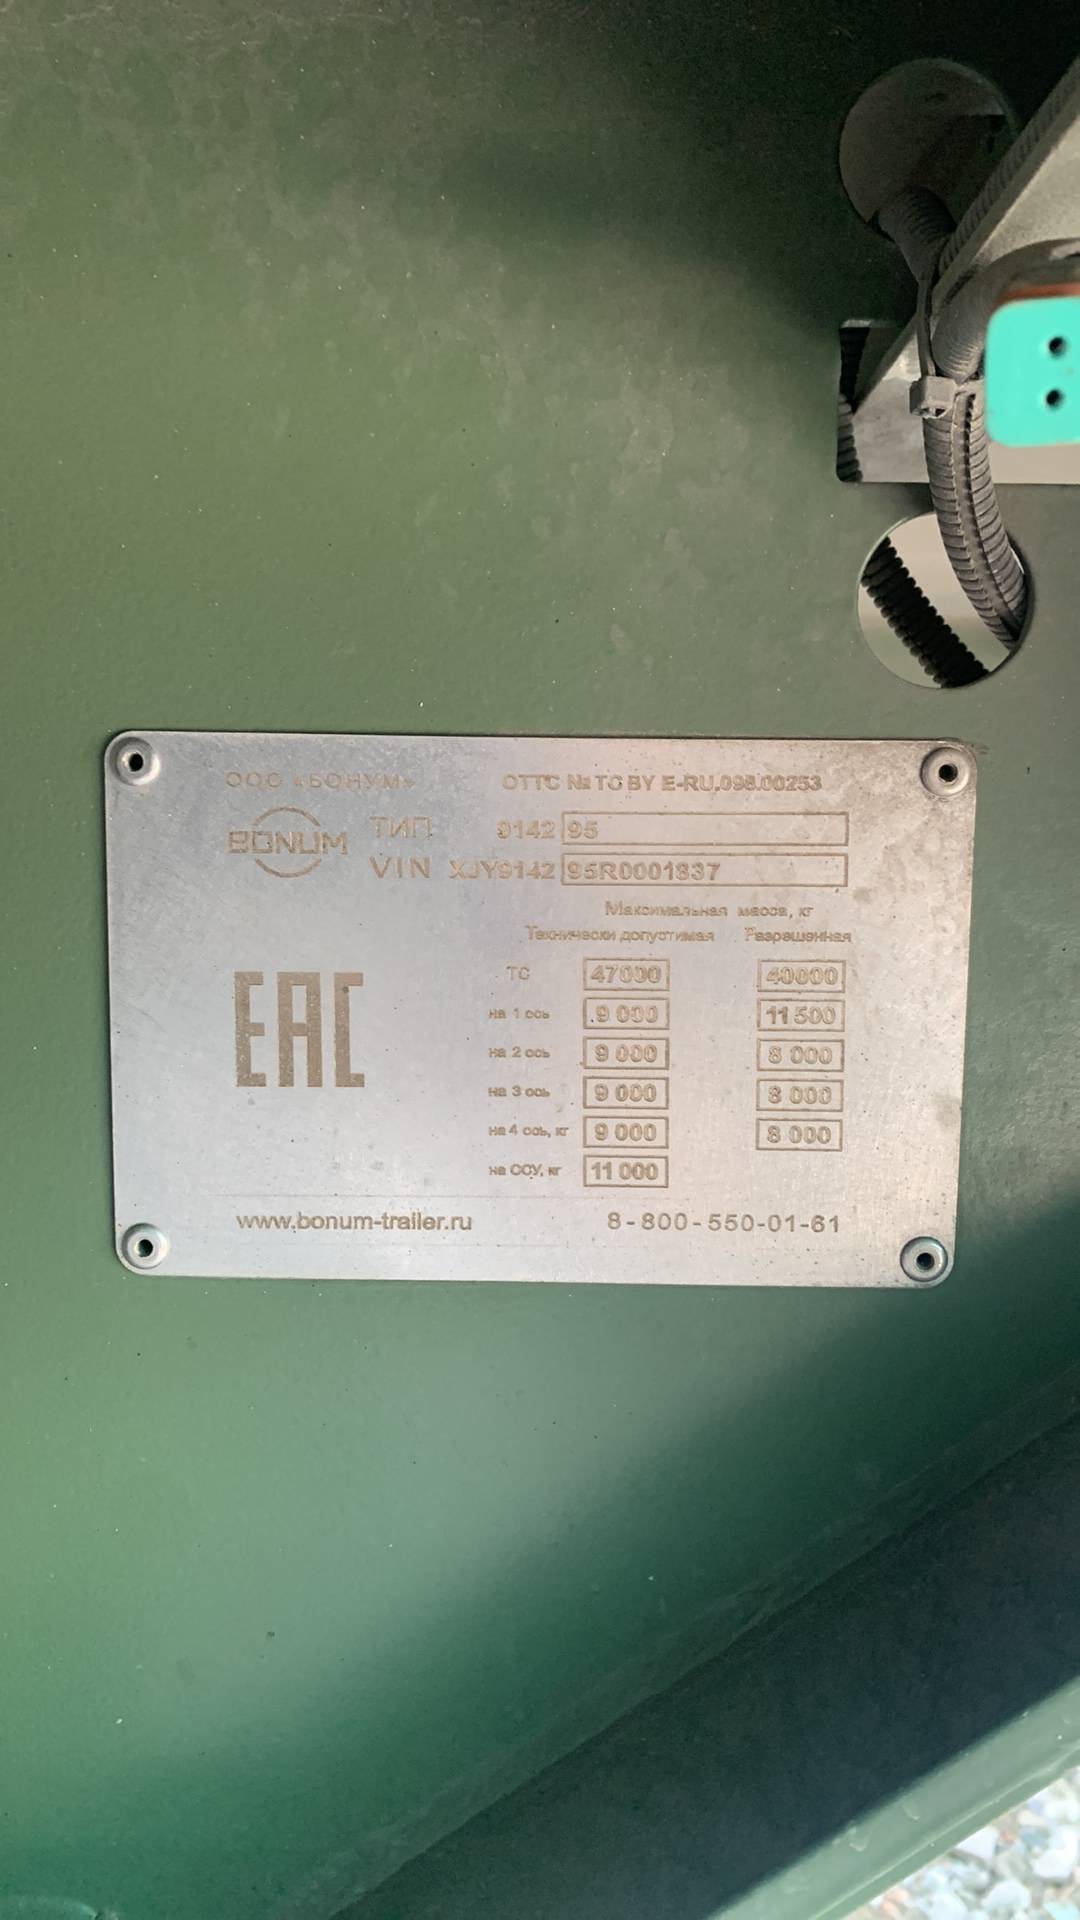 ООО «БОНУМ» ОТТС № ТС BY E-RU.098.00253
BONUM ТИП 9142 95
VIN XJY9142 95R0001837
Максимальная масса, кг
Технически допустимая Разрешенная
ТС 47000 40000
на 1 ось 9 000 11 500
на 2 ось 9 000 8 000
на 3 ось 9 000 8 000
на 4 ось, кг 9 000 8 000
на ССУ, кг 11 000
EAC
www.bonum-trailer.ru 8-800-550-01-61